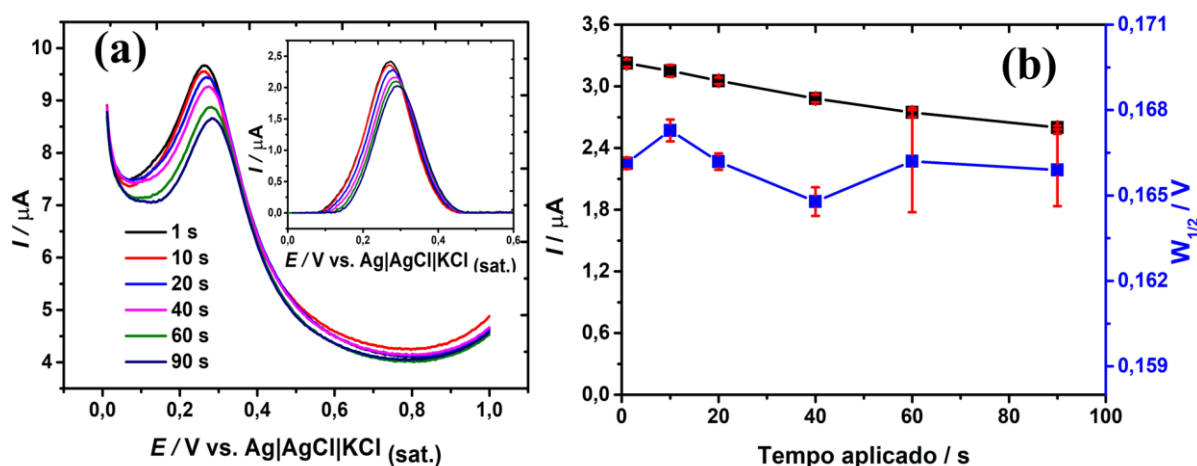 (a)
I / µA
10
9
8
7
6
5
4
0,0
0,2
0,4
0,6
0,8
1,0
E / V vs. Ag|AgCl|KCl (sat.)
1 s
10 s
20 s
40 s
60 s
90 s
I / µA
2,5
2,0
1,5
1,0
0,5
0,0
0,0
0,2
0,4
0,6
E / V vs. Ag|AgCl|KCl (sat.)
(b)
I / µA
3,6
3,0
2,4
1,8
1,2
0,6
0,0
0
20
40
60
80
100
Tempo aplicado / s
0,171
0,168
0,165
0,162
0,159
W1/2 / V